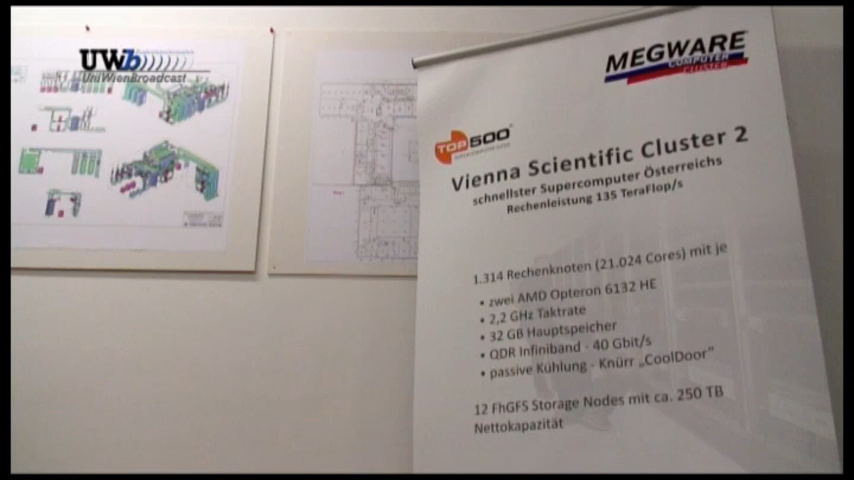 UWb
UniWienBroadcast
MEGWARE
COMPUTER
CLUSTER
TOP500
SUPERCOMPUTER SITES
Vienna Scientific Cluster 2
schnellster Supercomputer Österreichs
Rechenleistung 135 TeraFlop/s
1.314 Rechenknoten (21.024 Cores) mit je
• zwei AMD Opteron 6132 HE
• 2,2 GHz Taktrate
• 32 GB Hauptspeicher
• QDR Infiniband - 40 Gbit/s
• passive Kühlung - Knürr „CoolDoor"
12 FhGFS Storage Nodes mit ca. 250 TB
Nettokapazität